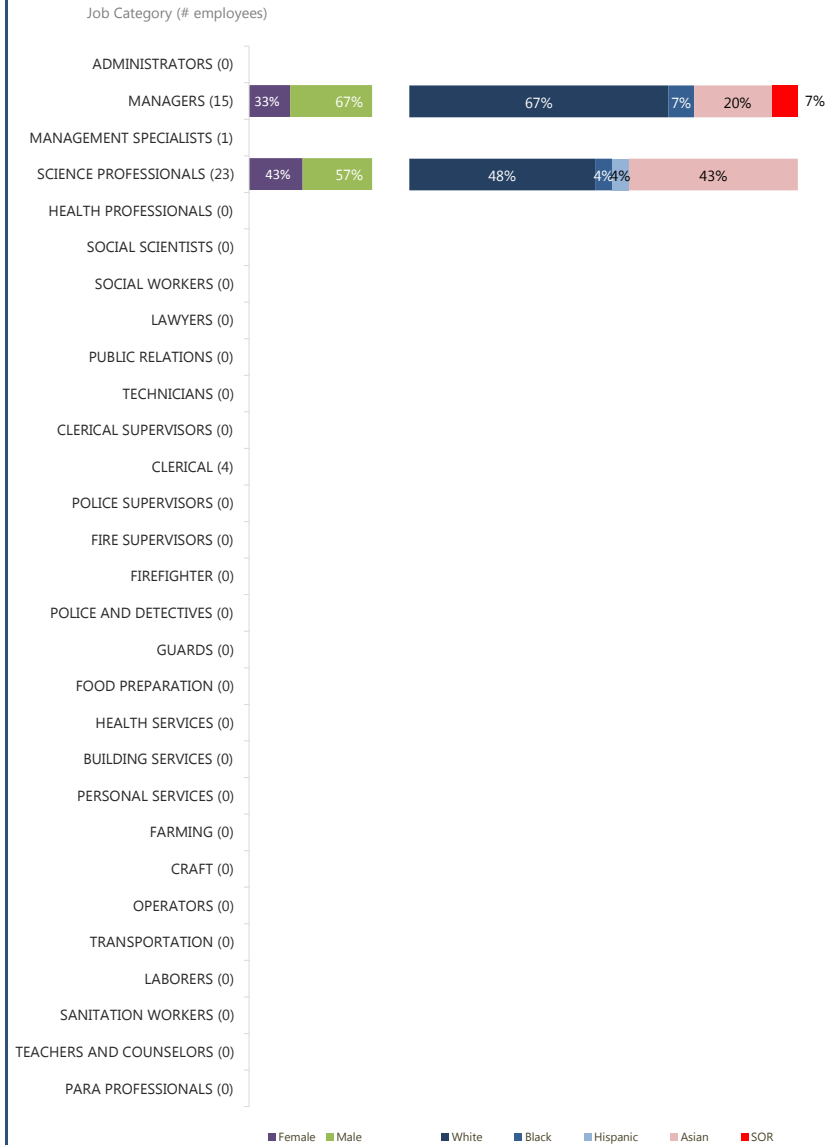 Job Category (# employees)
ADMINISTRATORS (0)
MANAGERS (15) 33% 67% 67% 7% 20% 7%
MANAGEMENT SPECIALISTS (1)
SCIENCE PROFESSIONALS (23) 43% 57% 48% 4% 4% 43%
HEALTH PROFESSIONALS (0)
SOCIAL SCIENTISTS (0)
SOCIAL WORKERS (0)
LAWYERS (0)
PUBLIC RELATIONS (0)
TECHNICIANS (0)
CLERICAL SUPERVISORS (0)
CLERICAL (4)
POLICE SUPERVISORS (0)
FIRE SUPERVISORS (0)
FIREFIGHTER (0)
POLICE AND DETECTIVES (0)
GUARDS (0)
FOOD PREPARATION (0)
HEALTH SERVICES (0)
BUILDING SERVICES (0)
PERSONAL SERVICES (0)
FARMING (0)
CRAFT (0)
OPERATORS (0)
TRANSPORTATION (0)
LABORERS (0)
SANITATION WORKERS (0)
TEACHERS AND COUNSELORS (0)
PARA PROFESSIONALS (0)
Female Male White Black Hispanic Asian SOR